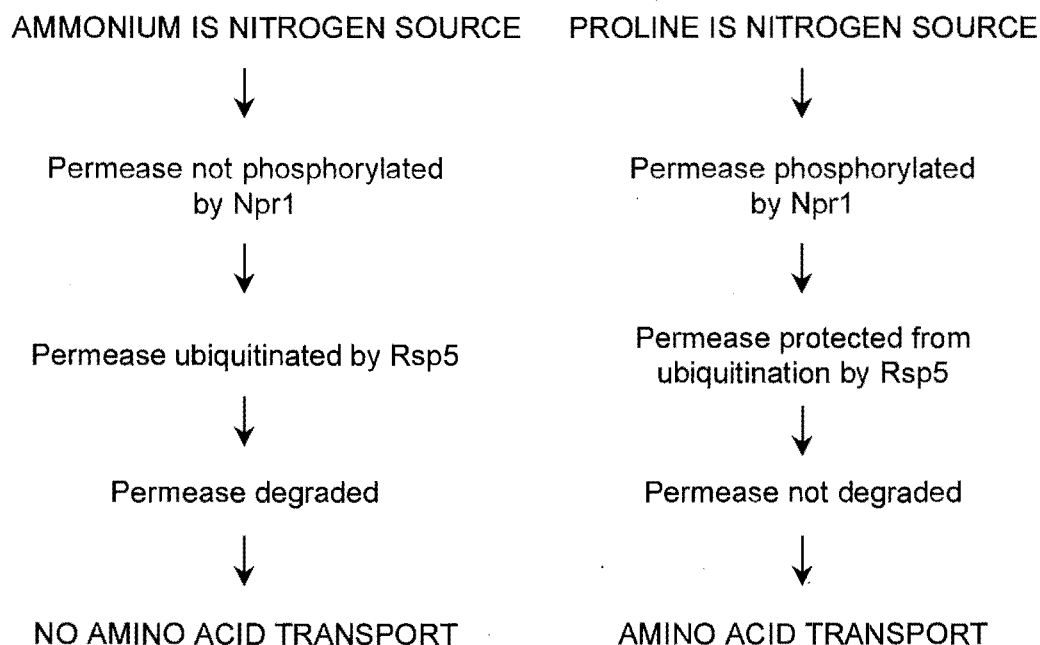 AMMONIUM IS NITROGEN SOURCE
Permease not phosphorylated
by Npr1
Permease ubiquitinated by Rsp5
Permease degraded
NO AMINO ACID TRANSPORT
PROLINE IS NITROGEN SOURCE
Permease phosphorylated
by Npr1
Permease protected from
ubiquitination by Rsp5
Permease not degraded
AMINO ACID TRANSPORT